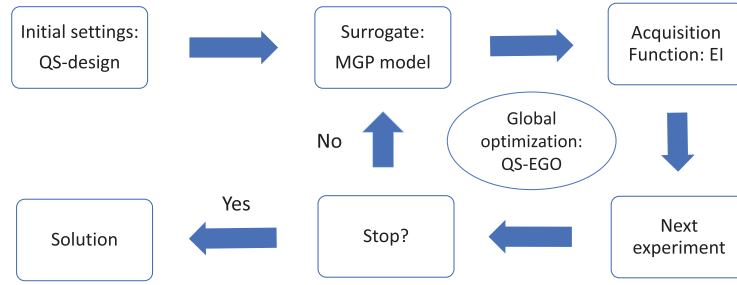 Initial settings:
QS-design
Surrogate:
MGP model
Acquisition
Function: EI
Global
optimization:
QS-EGO
No
Yes
Solution
Stop?
Next
experiment